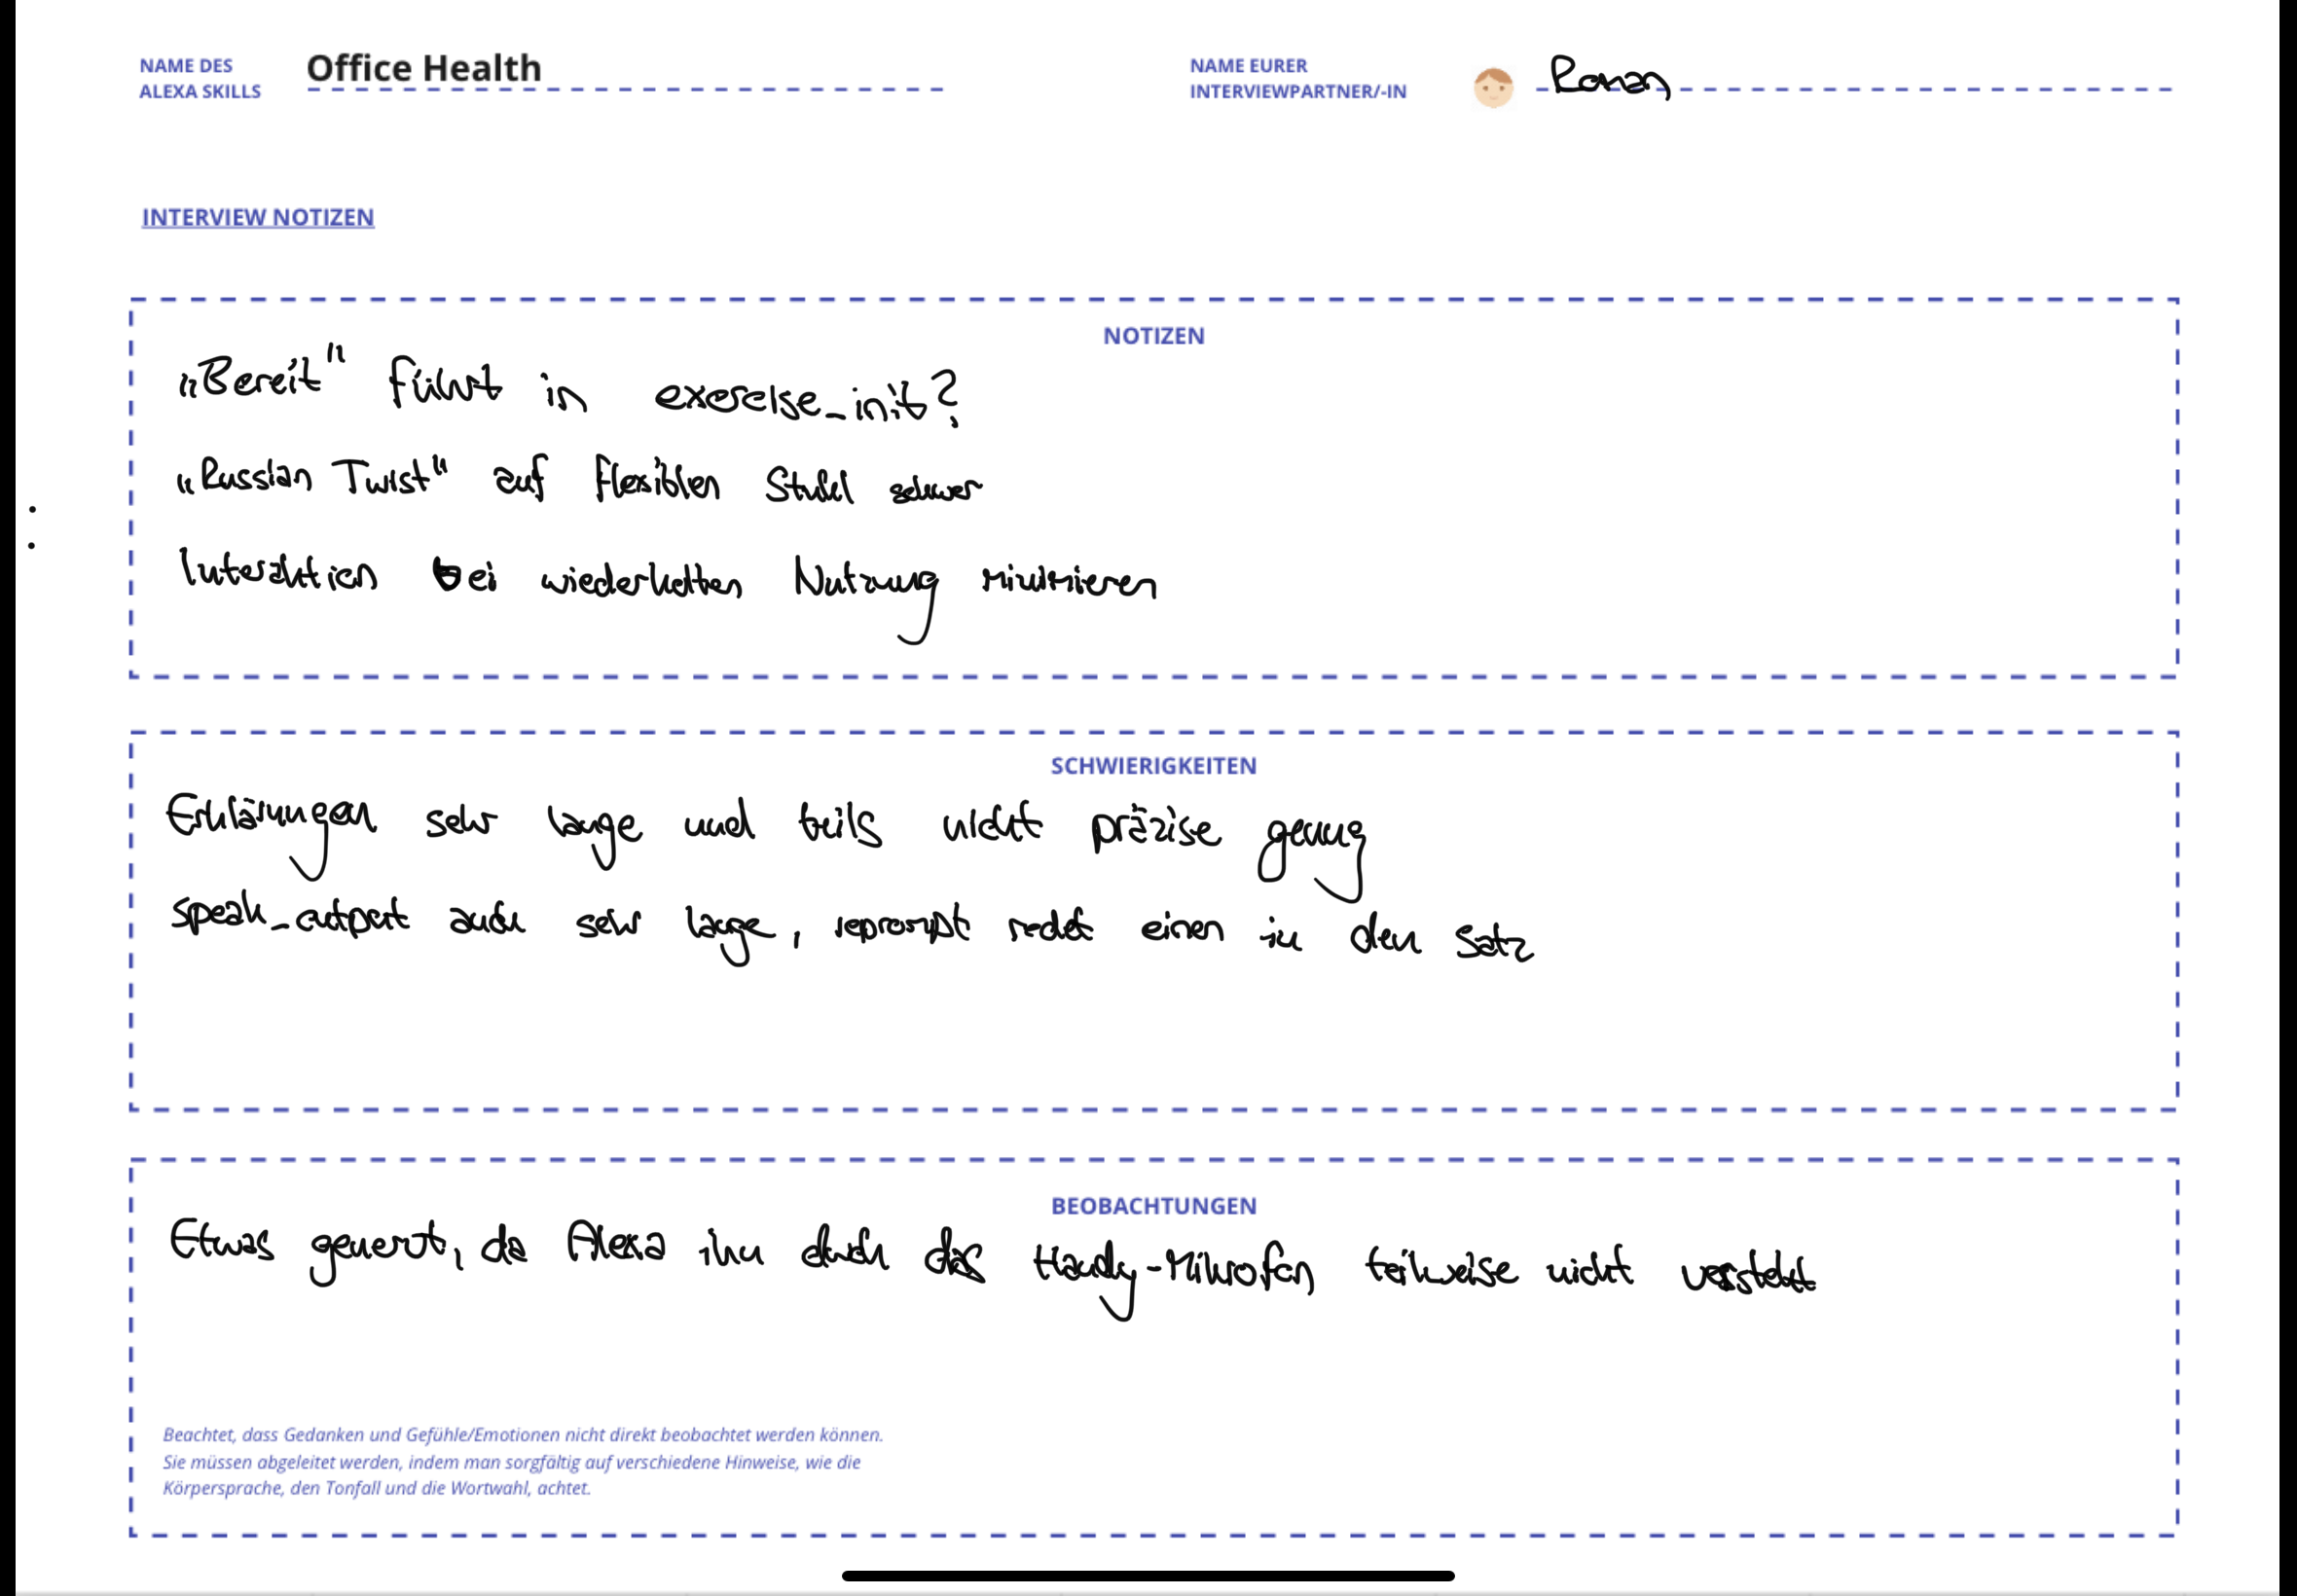 NAME DES
ALEXA SKILLS
Office Health
NAME EURER
INTERVIEWPARTNER/-IN
Roman
INTERVIEW NOTIZEN
NOTIZEN
„Bereit" führt in exercise_init?
„Russian Twist" auf flexiblen Stuhl schwer
Interaktion bei wiederholten Nutzung minimieren
SCHWIERIGKEITEN
Erklärungen sehr lange und teils nicht präzise genug
speak_output auch sehr lange, reprompt redet einen in den Satz
BEOBACHTUNGEN
Etwas genervt, da Alexa ihn durch das Handy-Mikrofon teilweise nicht versteht
Beachtet, dass Gedanken und Gefühle/Emotionen nicht direkt beobachtet werden können.
Sie müssen abgeleitet werden, indem man sorgfältig auf verschiedene Hinweise, wie die
Körpersprache, den Tonfall und die Wortwahl, achtet.